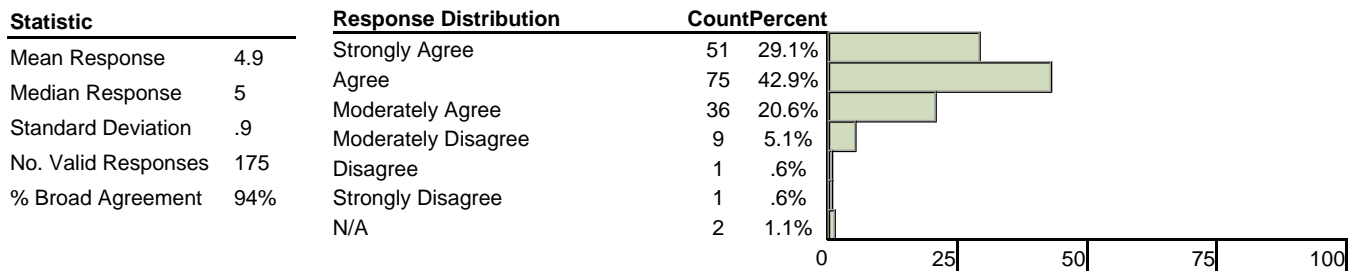 Statistic
Mean Response 4.9
Median Response 5
Standard Deviation .9
No. Valid Responses 175
% Broad Agreement 94%
Response Distribution CountPercent
Strongly Agree 51 29.1%
Agree 75 42.9%
Moderately Agree 36 20.6%
Moderately Disagree 9 5.1%
Disagree 1 .6%
Strongly Disagree 1 .6%
N/A 2 1.1%
0 25 50 75 100